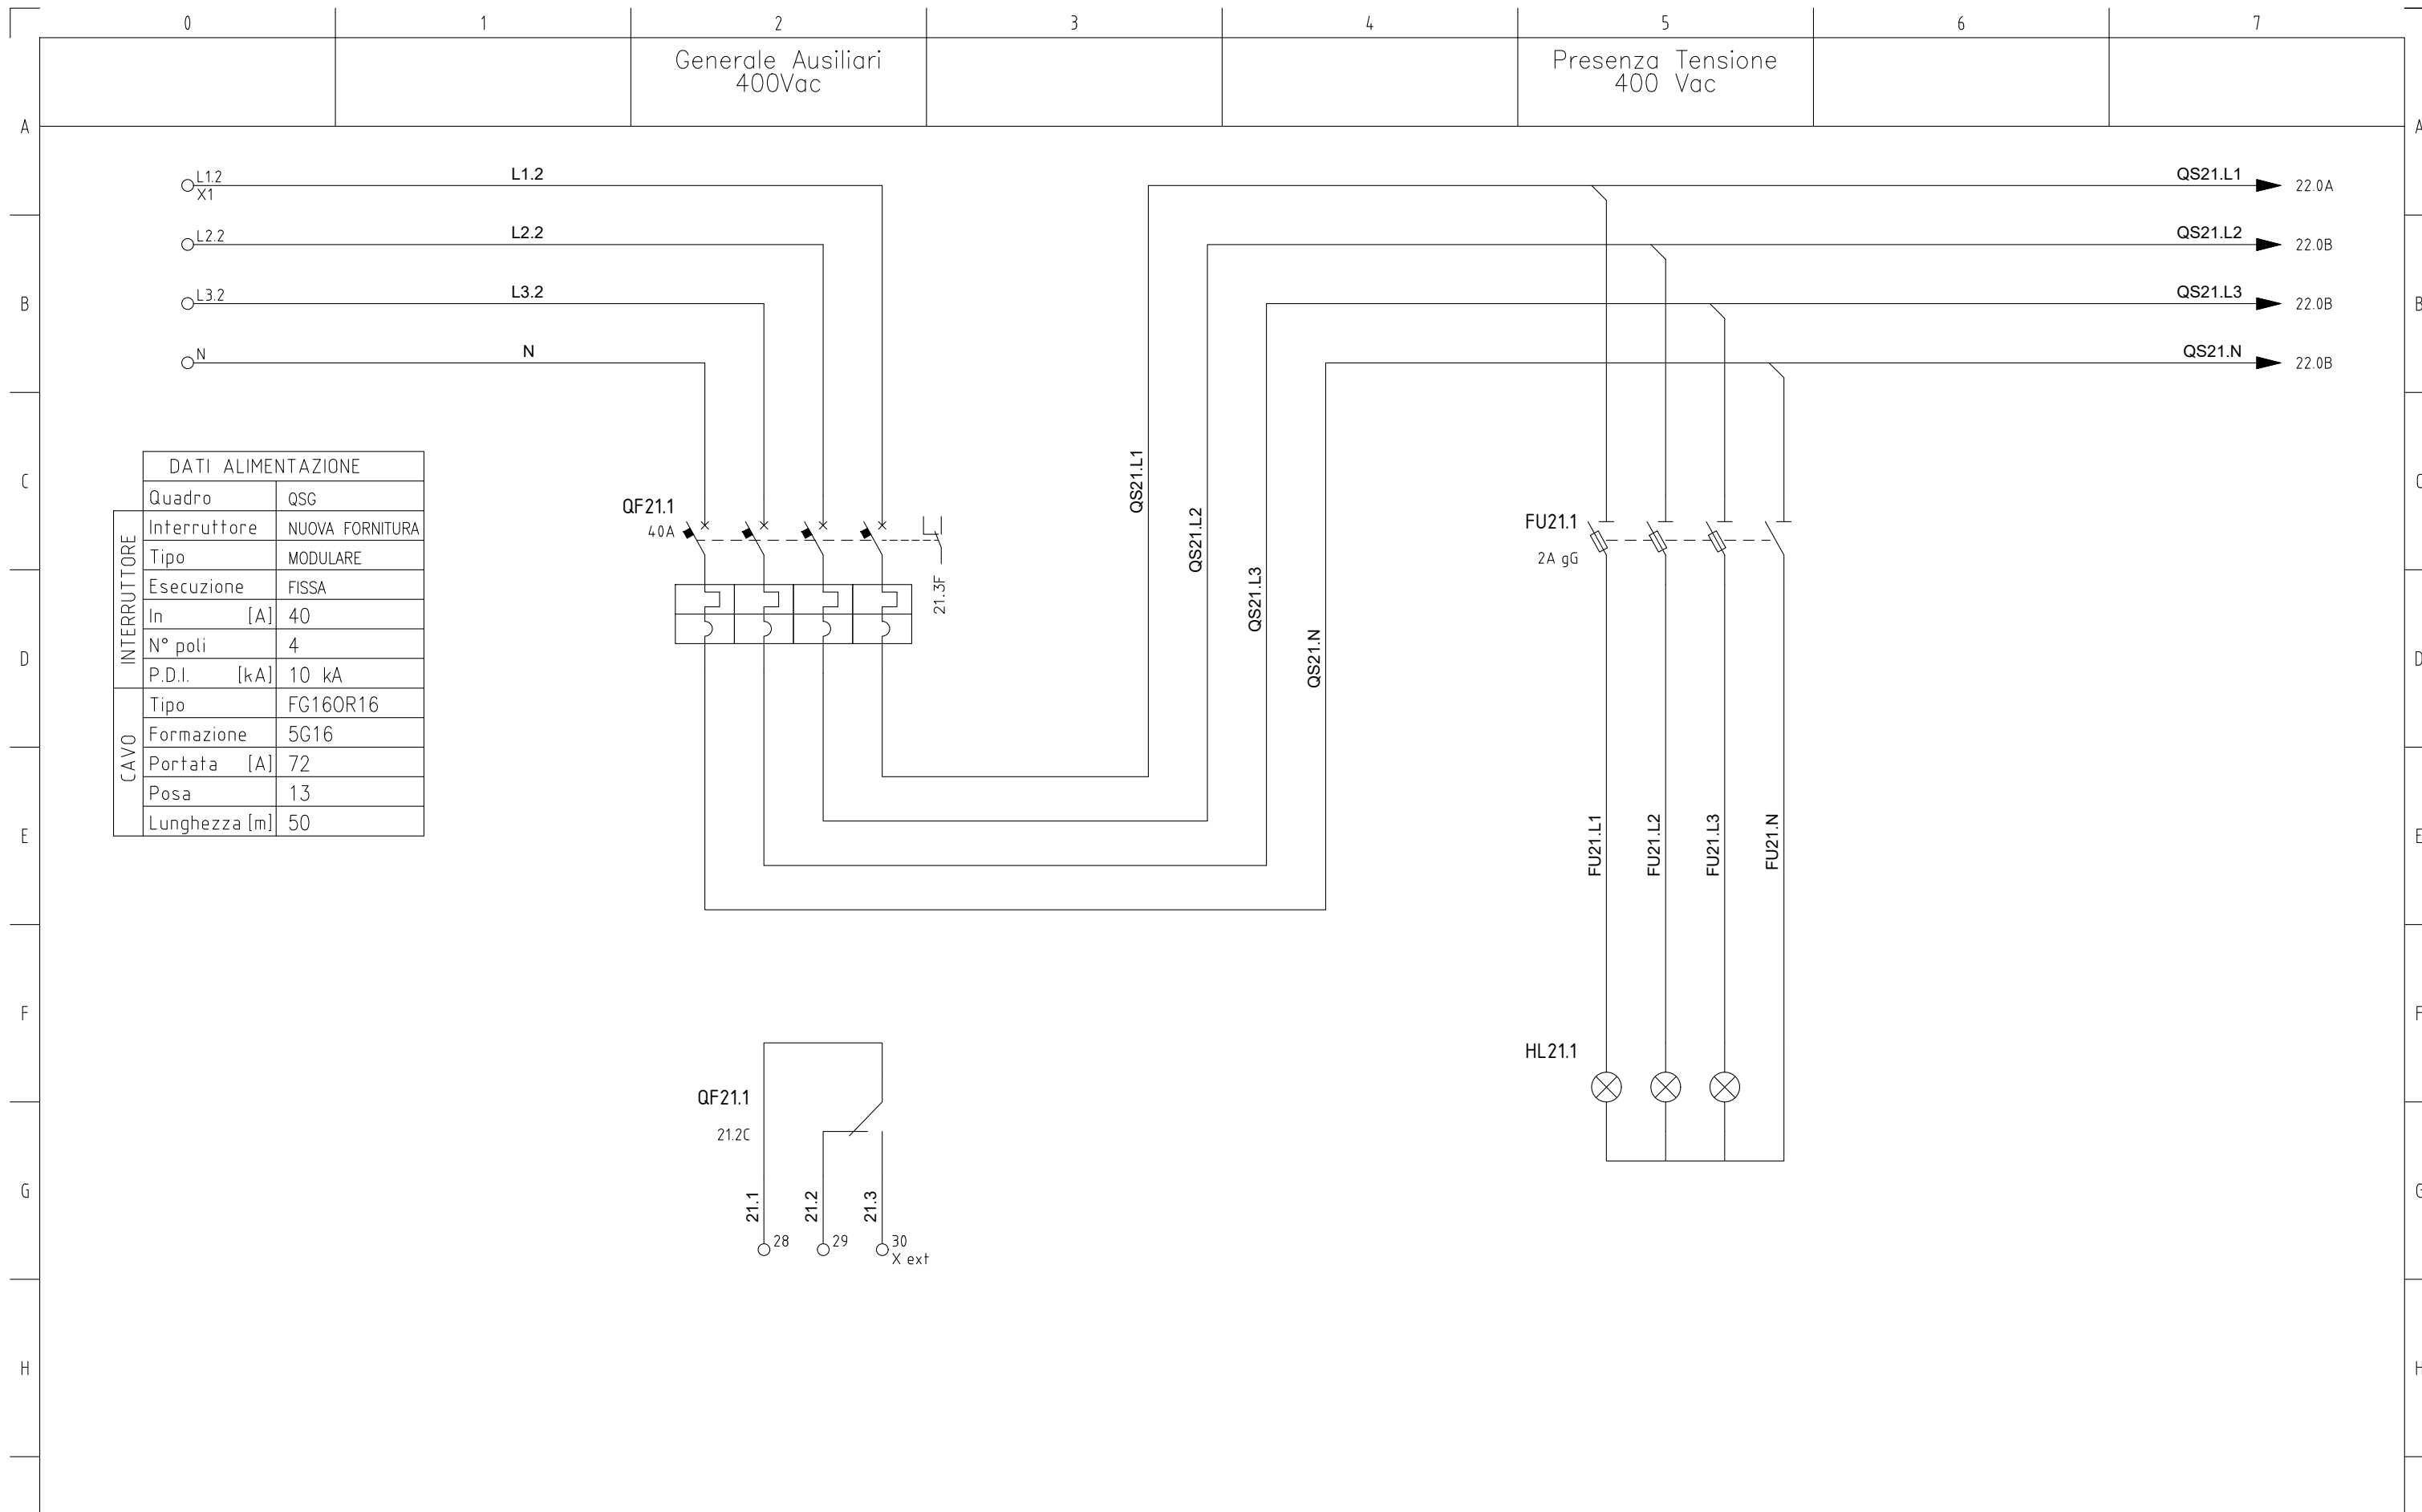 0 1 2 3 4 5 6 7
Generale Ausiliari
400Vac
Presenza Tensione
400 Vac
A A
L1.2
X1
L1.2
QS21.L1
22.0A
L2.2
L2.2
QS21.L2
22.0B
B B
L3.2
L3.2
QS21.L3
22.0B
N
N
QS21.N
22.0B
C C
DATI ALIMENTAZIONE
Quadro QSG
INTERRUTTORE
Interruttore NUOVA FORNITURA
Tipo MODULARE
Esecuzione FISSA
In [A] 40
N° poli 4
P.D.I. [kA] 10 kA
CAVO
Tipo FG16OR16
Formazione 5G16
Portata [A] 72
Posa 13
Lunghezza [m] 50
QF21.1
40A
21.3F
QS21.L1
QS21.L2
QS21.L3
QS21.N
FU21.1
2A gG
D D
E E
FU21.L1
FU21.L2
FU21.L3
FU21.N
F F
HL21.1
QF21.1
21.2C
G G
21.1
21.2
21.3
28
29
30
X ext
H H